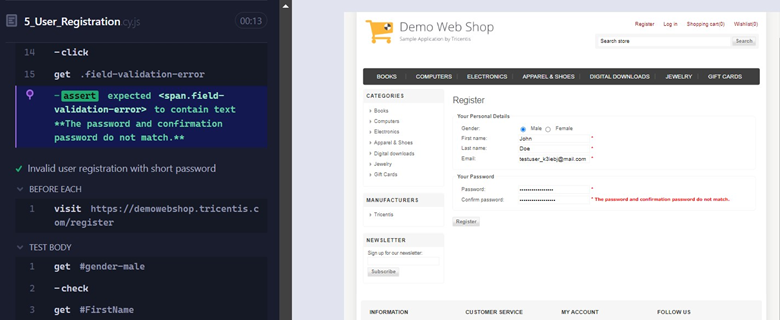 5_User_Registration.cy.js 00:13
14 -click
15 get .field-validation-error
-assert expected <span.field-
validation-error> to contain text
**The password and confirmation
password do not match.**
Invalid user registration with short password
BEFORE EACH
1 visit https://demowebshop.tricentis.c
om/register
TEST BODY
1 get #gender-male
2 -check
3 get #FirstName
Demo Web Shop
Sample Application by Tricentis
Register Log in Shopping cart(0) Wishlist(0)
Search store Search
BOOKS COMPUTERS ELECTRONICS APPAREL & SHOES DIGITAL DOWNLOADS JEWELRY GIFT CARDS
CATEGORIES
Books
Computers
Electronics
Apparel & Shoes
Digital downloads
Jewelry
Gift Cards
MANUFACTURERS
Tricentis
NEWSLETTER
Sign up for our newsletter:
Subscribe
Register
Your Personal Details
Gender: Male Female
First name: John *
Last name: Doe *
Email: testuser_k3iebj@mail.com *
Your Password
Password: •••••••••••••••• *
Confirm password: •••••••••••••••• * The password and confirmation password do not match.
Register
INFORMATION CUSTOMER SERVICE MY ACCOUNT FOLLOW US